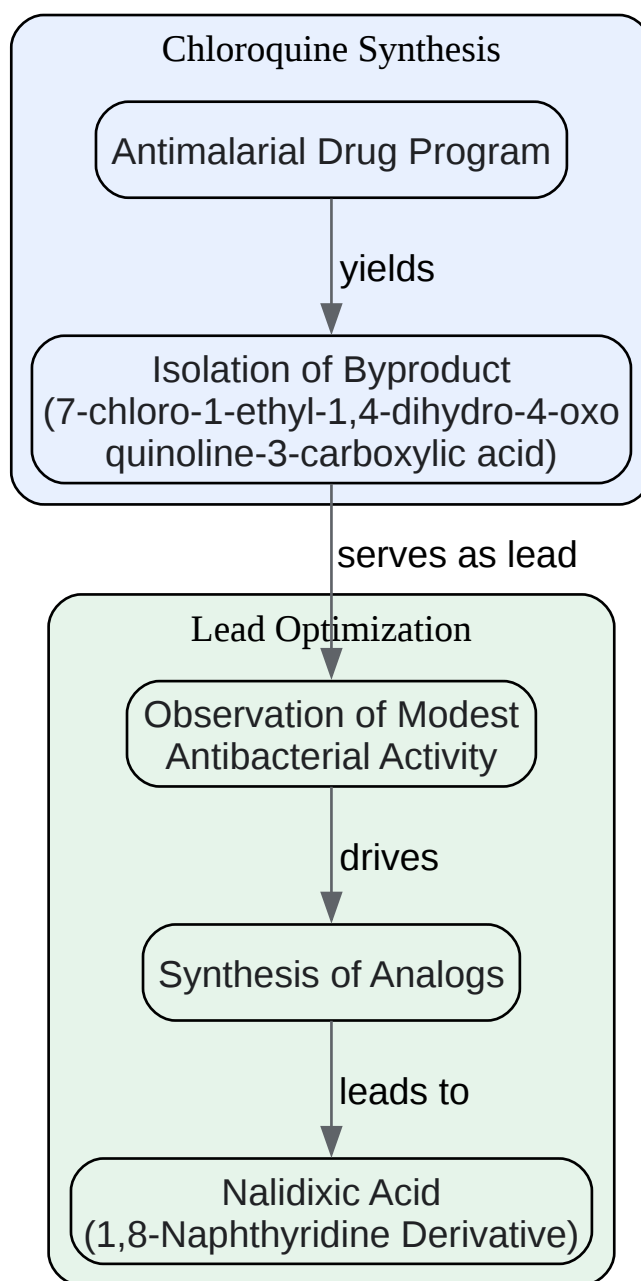 Chloroquine Synthesis
Antimalarial Drug Program
yields
Isolation of Byproduct
(7-chloro-1-ethyl-1,4-dihydro-4-oxo
quinoline-3-carboxylic acid)
serves as lead
Lead Optimization
Observation of Modest
Antibacterial Activity
drives
Synthesis of Analogs
leads to
Nalidixic Acid
(1,8-Naphthyridine Derivative)